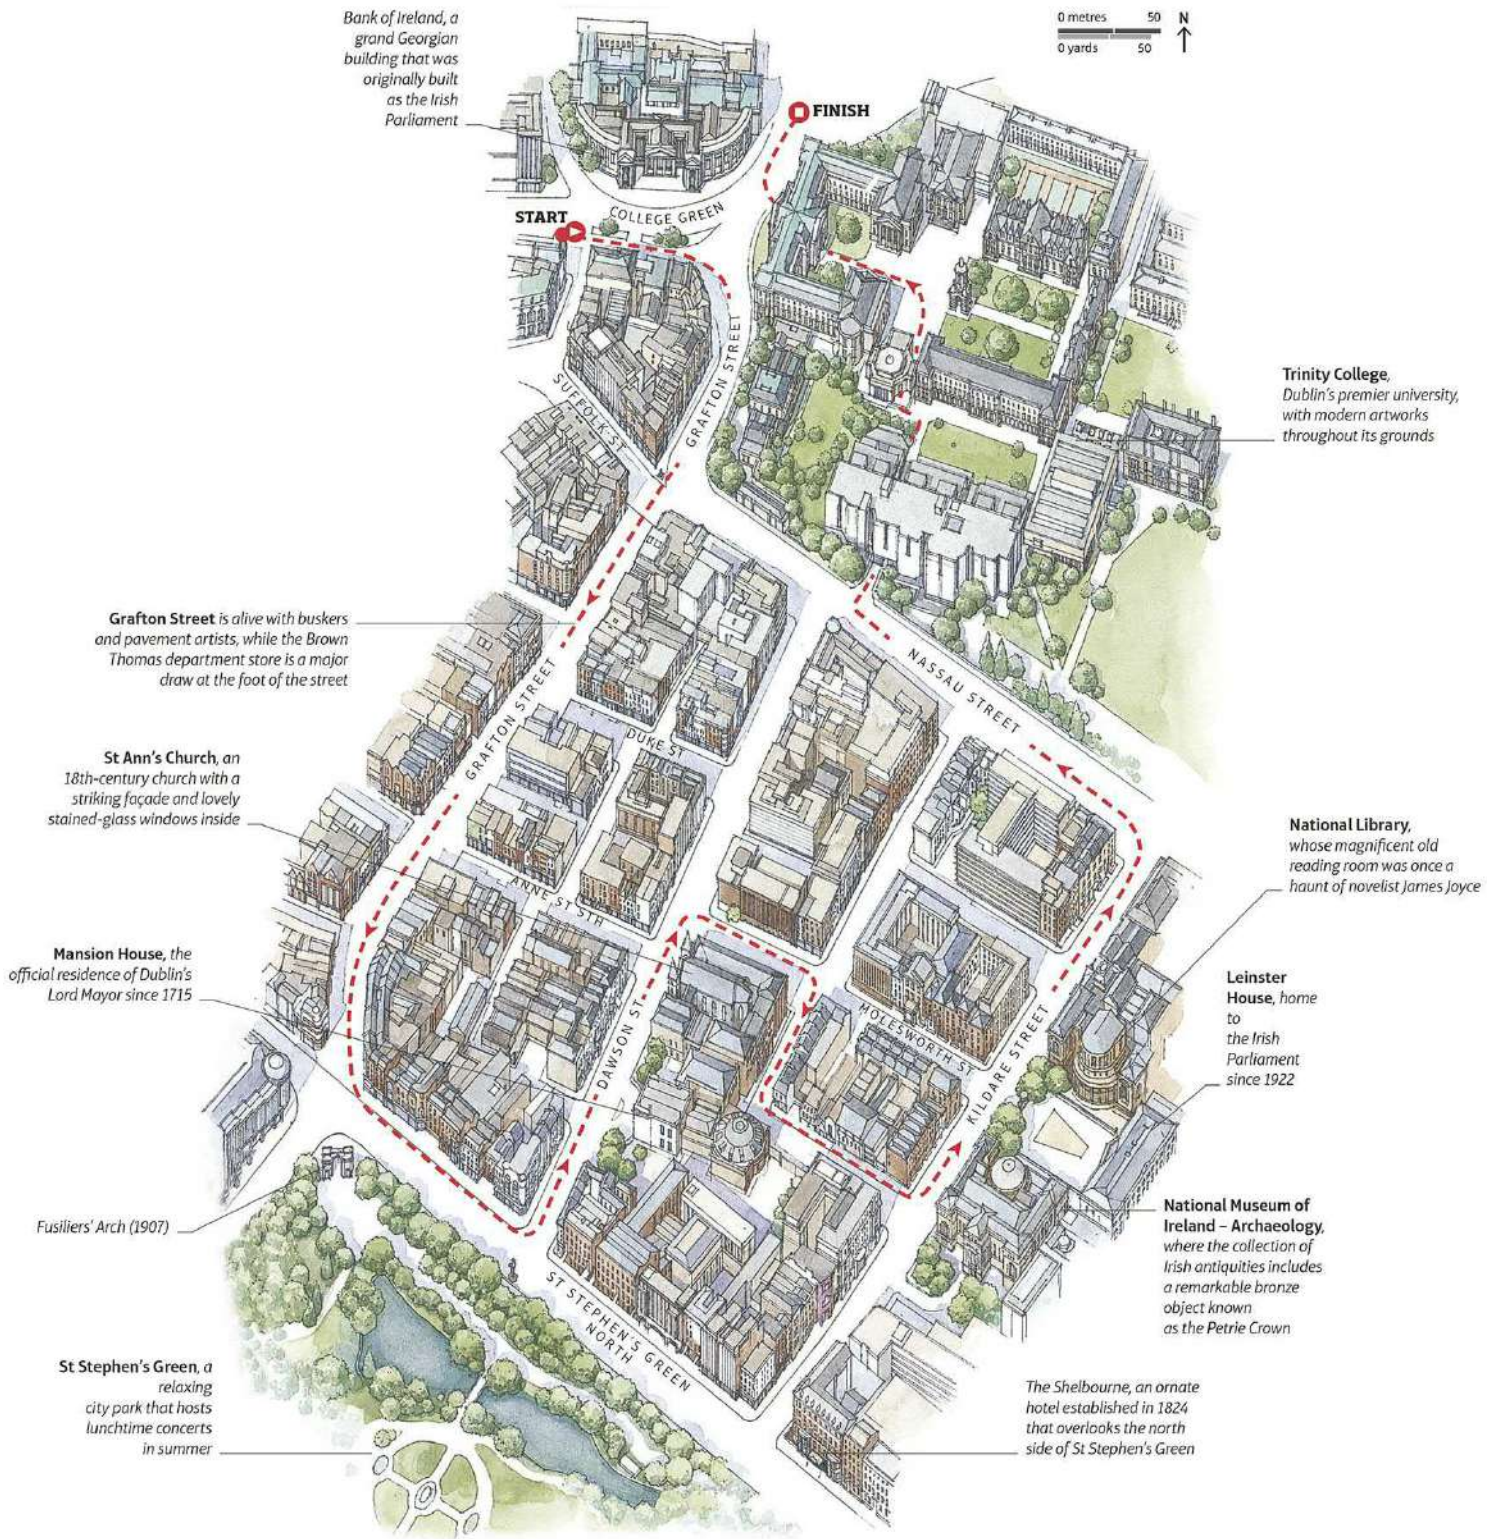 Bank of Ireland, a
grand Georgian
building that was
originally built
as the Irish
Parliament
0 metres 50
0 yards 50
N
FINISH
START
COLLEGE GREEN
GRAFTON STREET
SUFFOLK ST
Trinity College,
Dublin's premier university,
with modern artworks
throughout its grounds
Grafton Street is alive with buskers
and pavement artists, while the Brown
Thomas department store is a major
draw at the foot of the street
NASSAU STREET
GRAFTON STREET
DUKE ST
St Ann's Church, an
18th-century church with a
striking façade and lovely
stained-glass windows inside
National Library,
whose magnificent old
reading room was once a
haunt of novelist James Joyce
ANNE ST STH
Mansion House, the
official residence of Dublin's
Lord Mayor since 1715
Leinster
House, home
to
the Irish
Parliament
since 1922
DAWSON ST
MOLESWORTH ST
KILDARE STREET
Fusiliers' Arch (1907)
National Museum of
Ireland – Archaeology,
where the collection of
Irish antiquities includes
a remarkable bronze
object known
as the Petrie Crown
ST STEPHEN'S GREEN
NORTH
St Stephen's Green, a
relaxing
city park that hosts
lunchtime concerts
in summer
The Shelbourne, an ornate
hotel established in 1824
that overlooks the north
side of St Stephen's Green